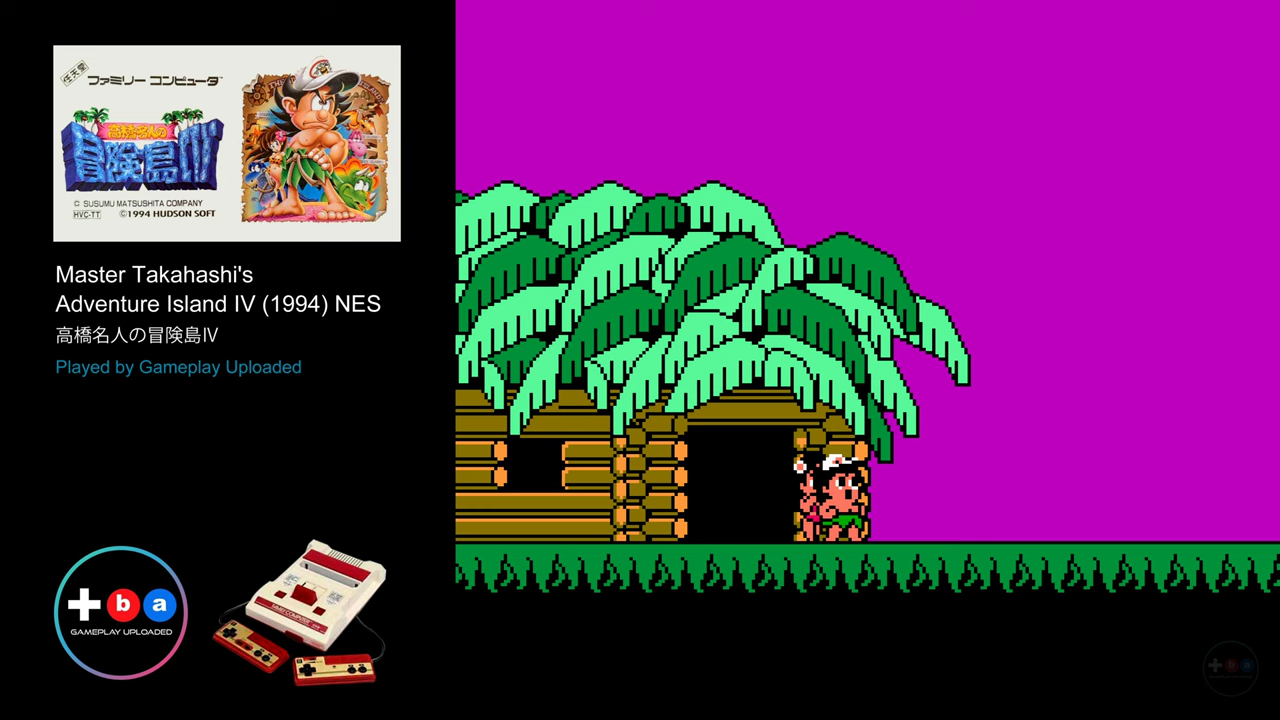 任天堂
ファミリー コンピュータ™
高橋名人の
冒険島IV
© SUSUMU MATSUSHITA COMPANY
HVC-TT ©1994 HUDSON SOFT
Master Takahashi's
Adventure Island IV (1994) NES
高橋名人の冒険島Ⅳ
Played by Gameplay Uploaded
b a
GAMEPLAY UPLOADED